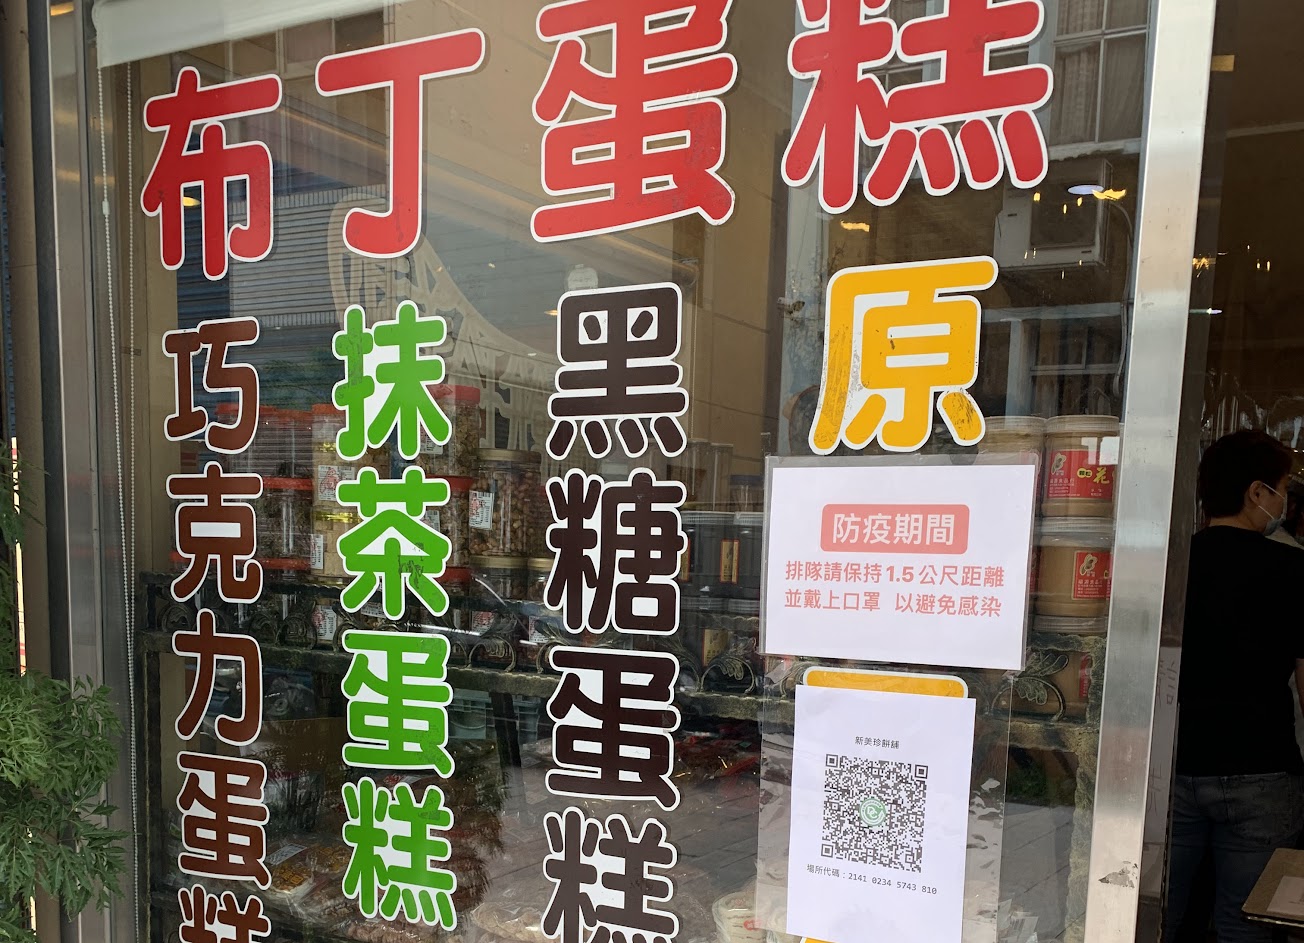 布丁蛋糕
巧克力蛋糕
抹茶蛋糕
黑糖蛋糕
原
防疫期間
排隊請保持 1.5 公尺距離
並戴上口罩 以避免感染
新美珍餅舖
場所代碼：2141 0234 5743 810
花